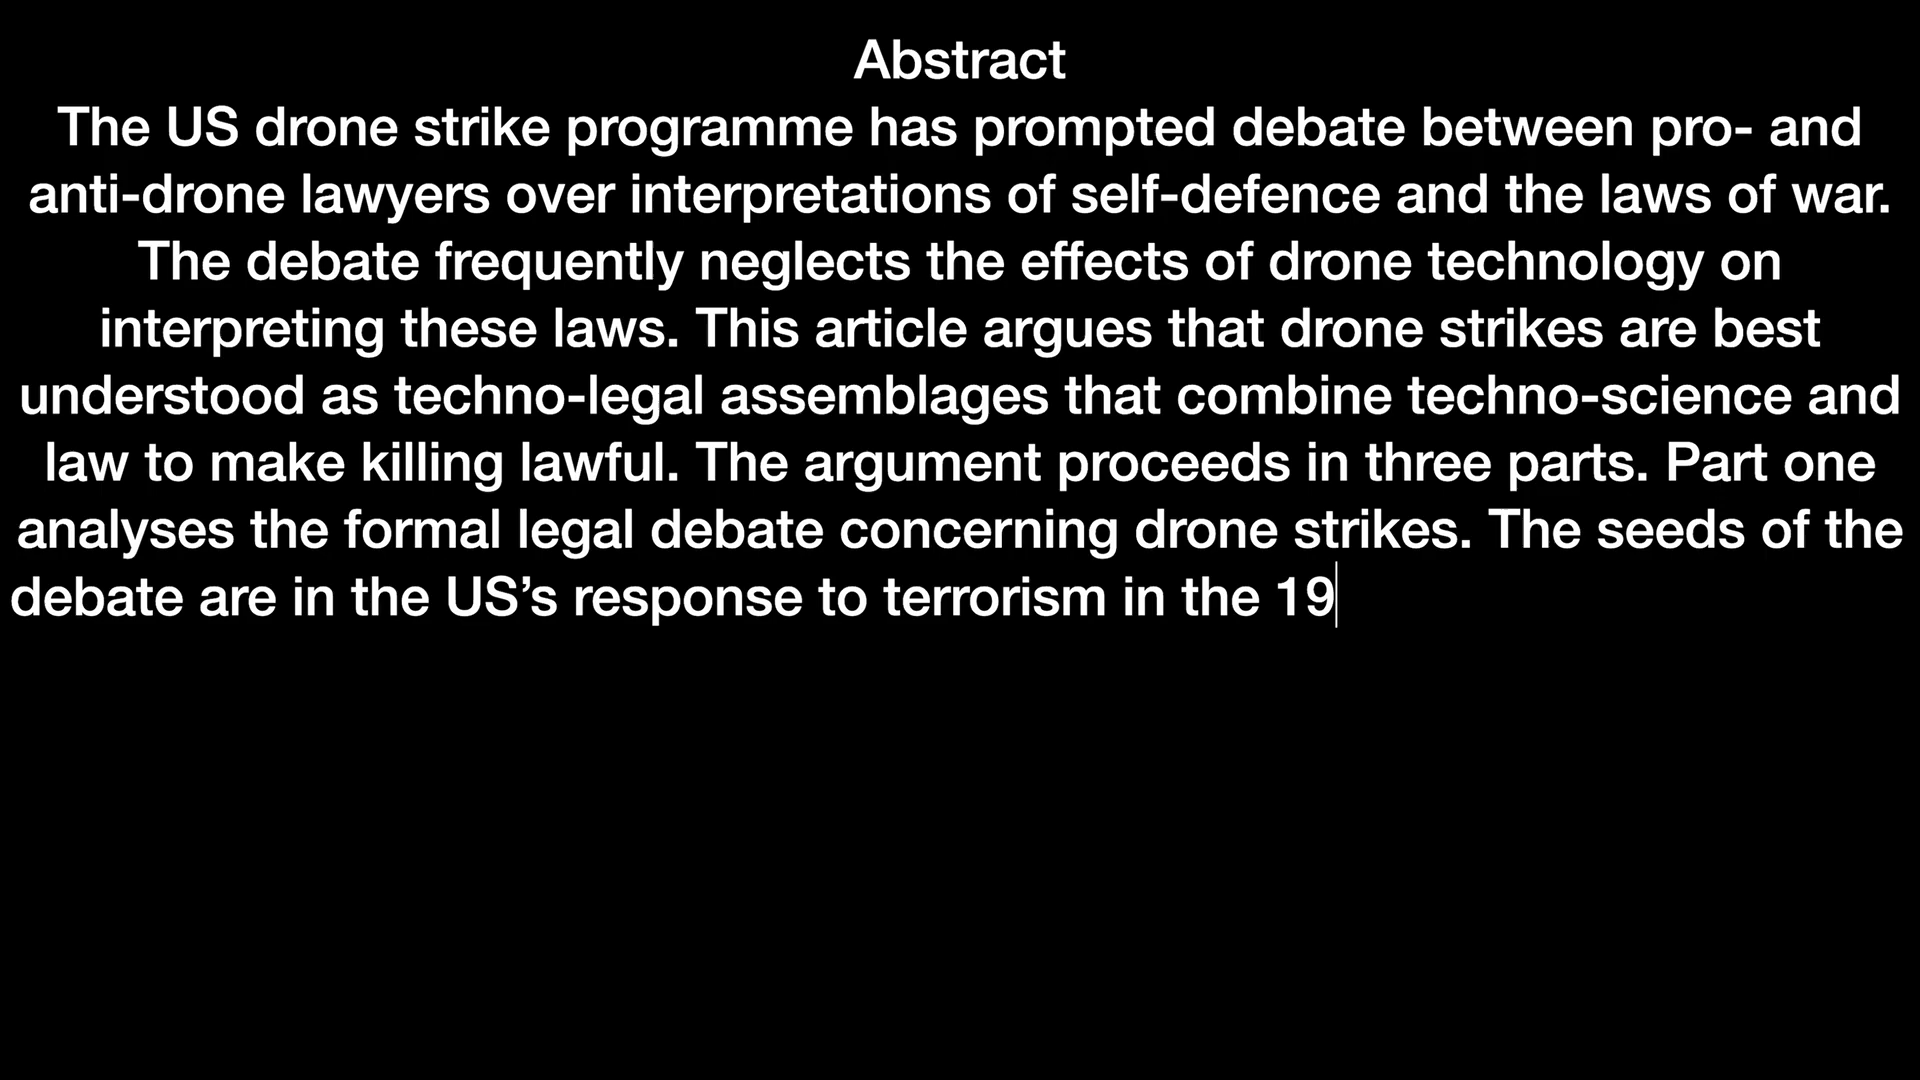 Abstract
The US drone strike programme has prompted debate between pro- and
anti-drone lawyers over interpretations of self-defence and the laws of war.
The debate frequently neglects the effects of drone technology on
interpreting these laws. This article argues that drone strikes are best
understood as techno-legal assemblages that combine techno-science and
law to make killing lawful. The argument proceeds in three parts. Part one
analyses the formal legal debate concerning drone strikes. The seeds of the
debate are in the US’s response to terrorism in the 19